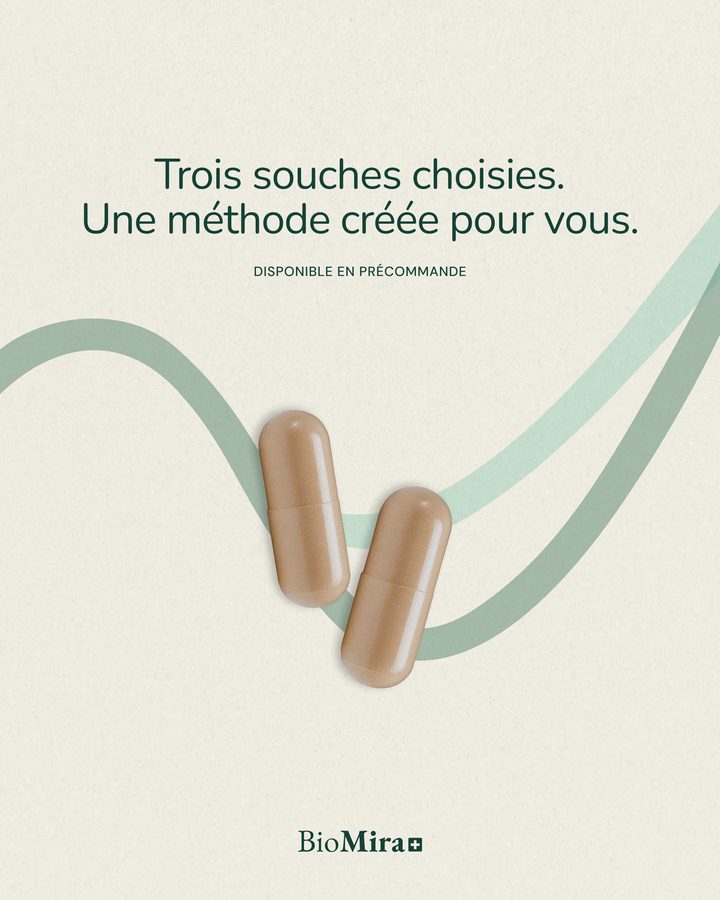 Trois souches choisies.
Une méthode créée pour vous.
DISPONIBLE EN PRÉCOMMANDE
BioMira